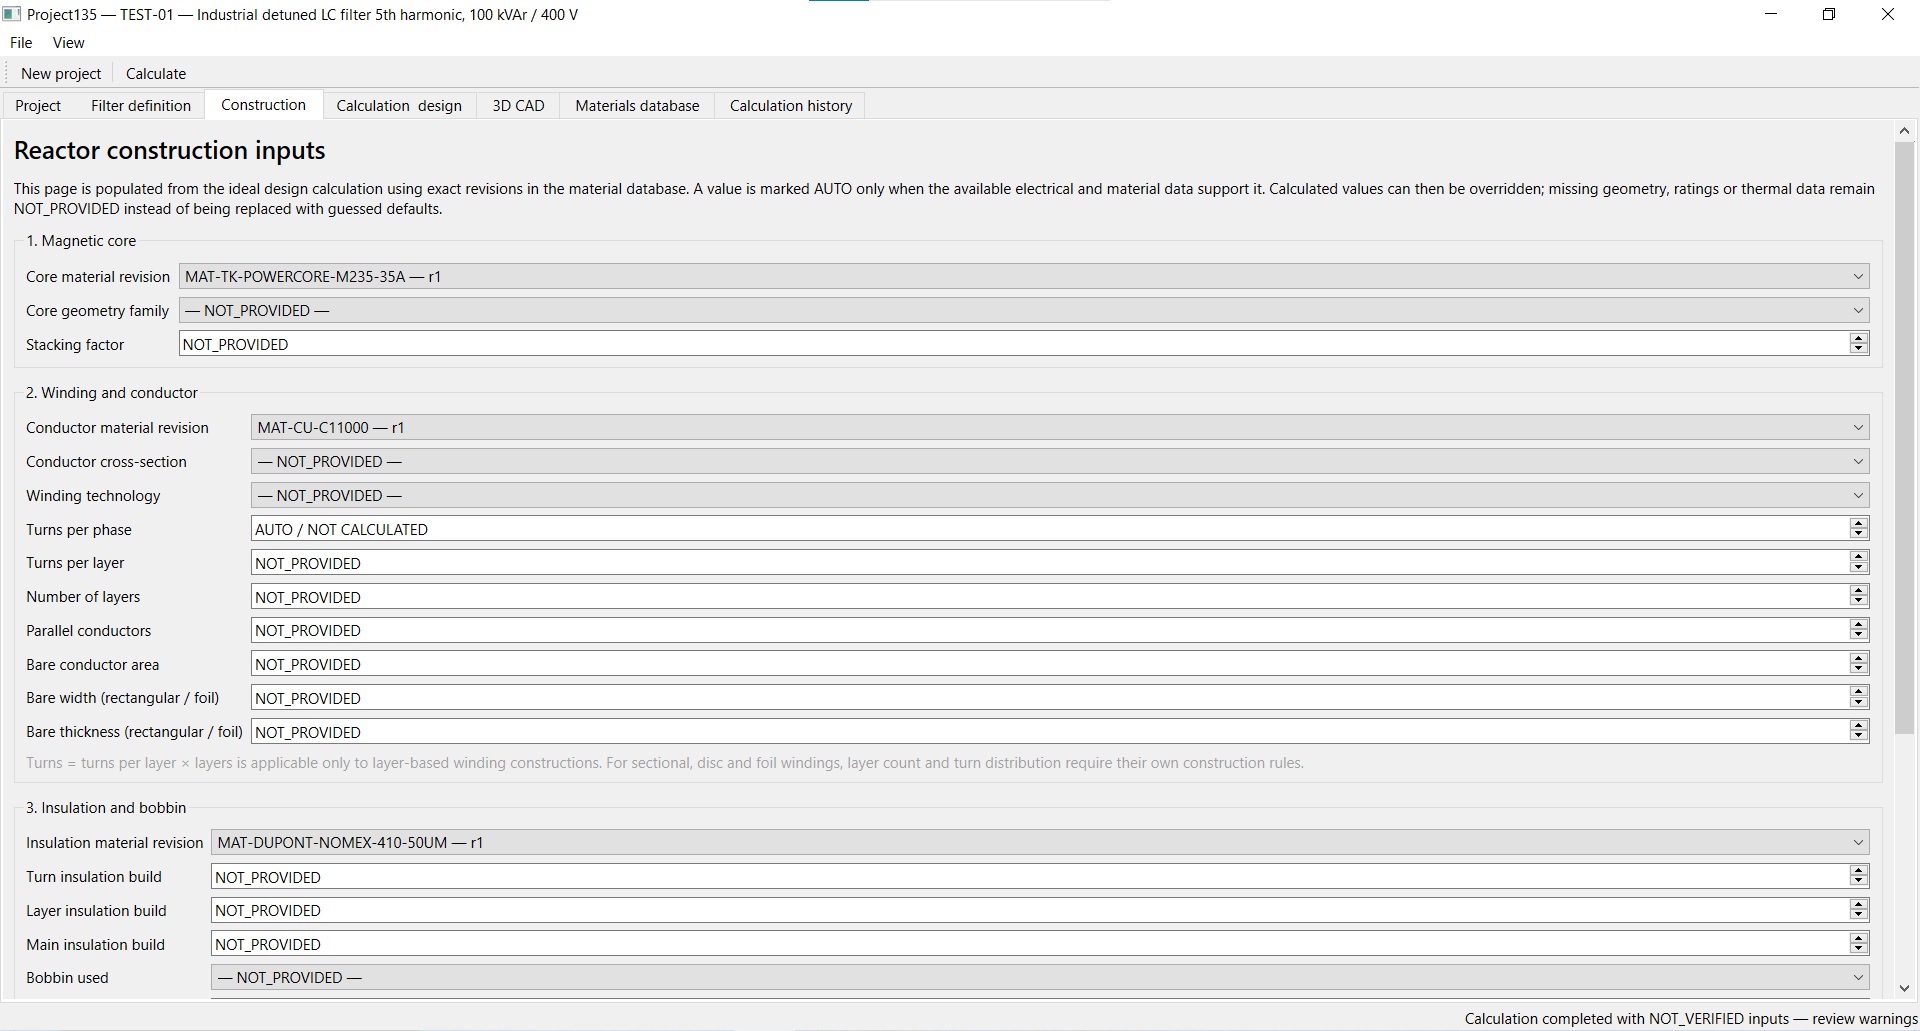 Project135 — TEST-01 — Industrial detuned LC filter 5th harmonic, 100 kVAr / 400 V
File View
New project Calculate
Project Filter definition Construction Calculation design 3D CAD Materials database Calculation history
Reactor construction inputs
This page is populated from the ideal design calculation using exact revisions in the material database. A value is marked AUTO only when the available electrical and material data support it. Calculated values can then be overridden; missing geometry, ratings or thermal data remain
NOT_PROVIDED instead of being replaced with guessed defaults.
1. Magnetic core
Core material revision MAT-TK-POWERCORE-M235-35A — r1
Core geometry family — NOT_PROVIDED —
Stacking factor NOT_PROVIDED
2. Winding and conductor
Conductor material revision MAT-CU-C11000 — r1
Conductor cross-section — NOT_PROVIDED —
Winding technology — NOT_PROVIDED —
Turns per phase AUTO / NOT CALCULATED
Turns per layer NOT_PROVIDED
Number of layers NOT_PROVIDED
Parallel conductors NOT_PROVIDED
Bare conductor area NOT_PROVIDED
Bare width (rectangular / foil) NOT_PROVIDED
Bare thickness (rectangular / foil) NOT_PROVIDED
Turns = turns per layer × layers is applicable only to layer-based winding constructions. For sectional, disc and foil windings, layer count and turn distribution require their own construction rules.
3. Insulation and bobbin
Insulation material revision MAT-DUPONT-NOMEX-410-50UM — r1
Turn insulation build NOT_PROVIDED
Layer insulation build NOT_PROVIDED
Main insulation build NOT_PROVIDED
Bobbin used — NOT_PROVIDED —
Calculation completed with NOT_VERIFIED inputs — review warnings